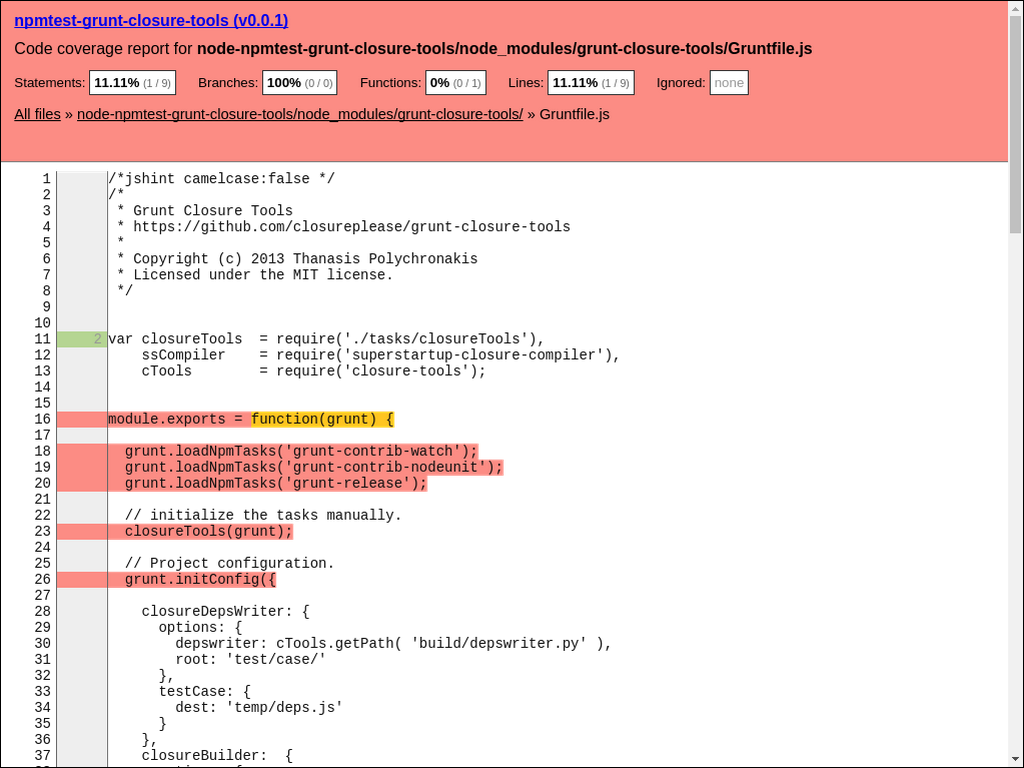 npmtest-grunt-closure-tools (v0.0.1)
Code coverage report for node-npmtest-grunt-closure-tools/node_modules/grunt-closure-tools/Gruntfile.js
Statements: 11.11% (1 / 9) Branches: 100% (0 / 0) Functions: 0% (0 / 1) Lines: 11.11% (1 / 9) Ignored: none
All files » node-npmtest-grunt-closure-tools/node_modules/grunt-closure-tools/ » Gruntfile.js
1 /*jshint camelcase:false */
2 /*
3  * Grunt Closure Tools
4  * https://github.com/closureplease/grunt-closure-tools
5  *
6  * Copyright (c) 2013 Thanasis Polychronakis
7  * Licensed under the MIT license.
8  */
9
10
11 2 var closureTools  = require('./tasks/closureTools'),
12     ssCompiler    = require('superstartup-closure-compiler'),
13     cTools        = require('closure-tools');
14
15
16 module.exports = function(grunt) {
17
18   grunt.loadNpmTasks('grunt-contrib-watch');
19   grunt.loadNpmTasks('grunt-contrib-nodeunit');
20   grunt.loadNpmTasks('grunt-release');
21
22   // initialize the tasks manually.
23   closureTools(grunt);
24
25   // Project configuration.
26   grunt.initConfig({
27
28     closureDepsWriter: {
29       options: {
30         depswriter: cTools.getPath( 'build/depswriter.py' ),
31         root: 'test/case/'
32       },
33       testCase: {
34         dest: 'temp/deps.js'
35       }
36     },
37     closureBuilder:  {